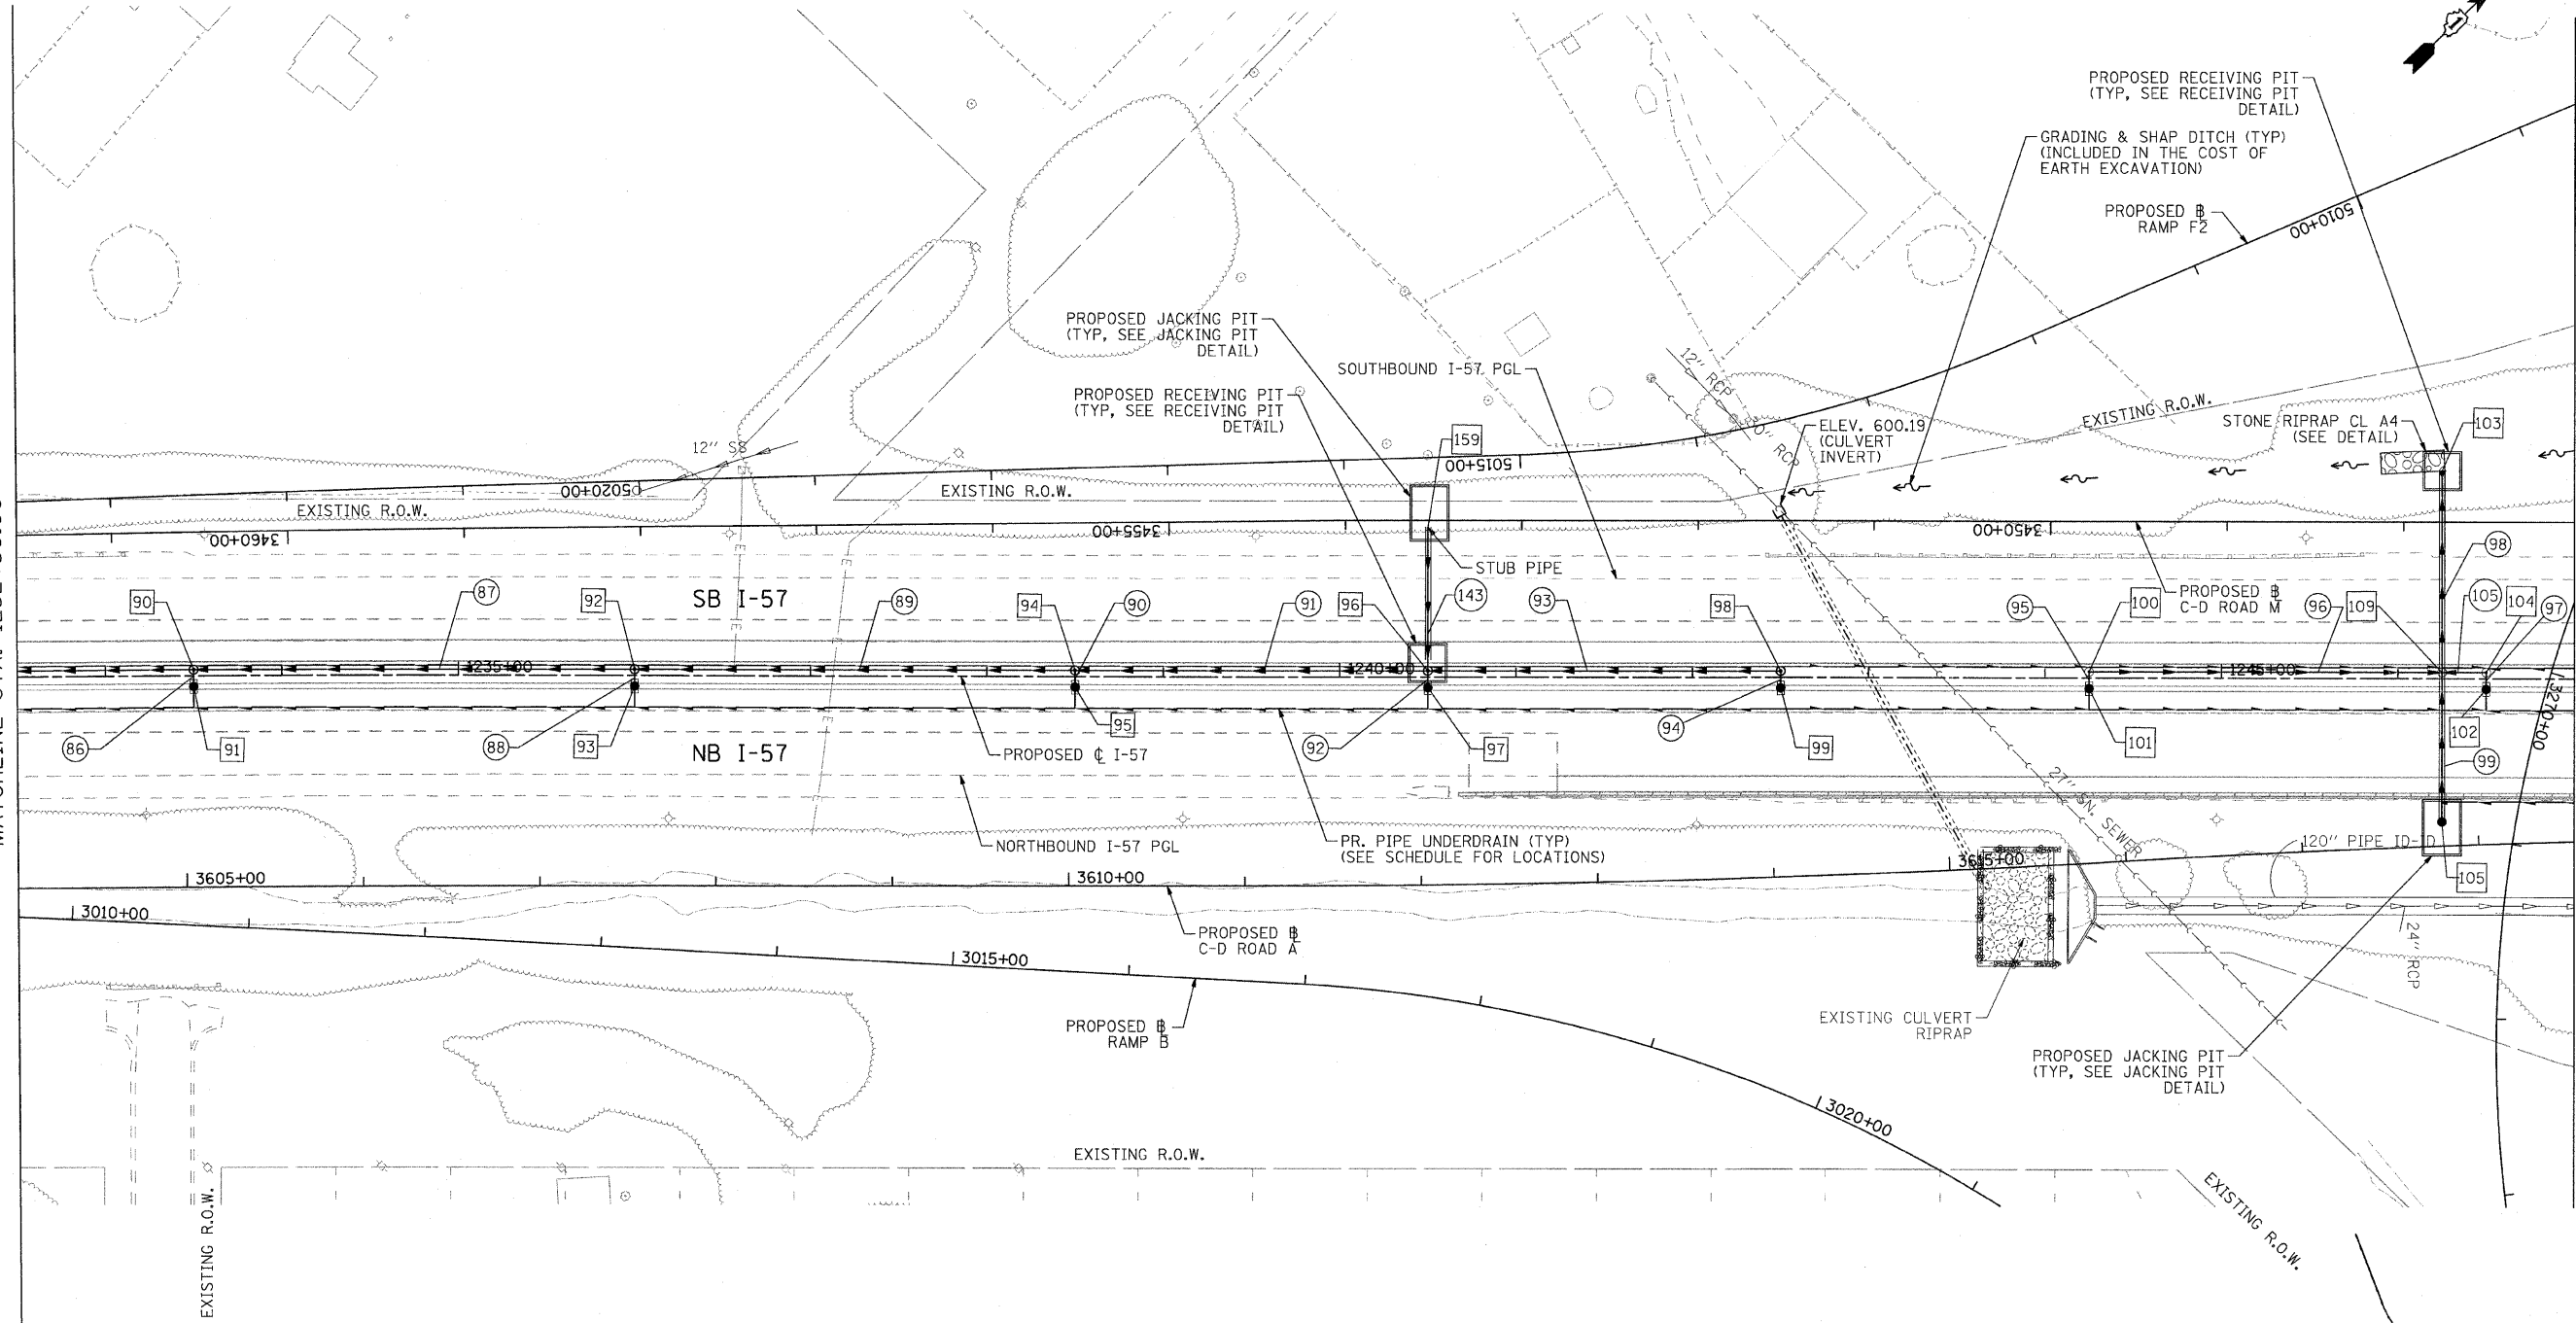 PROPOSED RECEIVING PIT
(TYP, SEE RECEIVING PIT
DETAIL)
GRADING & SHAP DITCH (TYP)
(INCLUDED IN THE COST OF
EARTH EXCAVATION)
PROPOSED ℄
RAMP F2
5010+00
PROPOSED JACKING PIT
(TYP, SEE JACKING PIT
DETAIL)
SOUTHBOUND I-57 PGL
PROPOSED RECEIVING PIT
(TYP, SEE RECEIVING PIT
DETAIL)
12" RCP
30" RCP
ELEV. 600.19
(CULVERT
INVERT)
EXISTING R.O.W.
STONE RIPRAP CL A4
(SEE DETAIL)
103
159
12" SS
5015+00
5020+00
EXISTING R.O.W.
EXISTING R.O.W.
3460+00
3455+00
3450+00
STUB PIPE
98
90
87
92
SB I-57
89
94
90
91
96
143
93
98
95
100
PROPOSED ℄
C-D ROAD M
96
109
105
104
97
1235+00
1240+00
1245+00
3270+00
86
91
88
93
NB I-57
95
PROPOSED ℄ I-57
92
97
94
99
101
102
99
27" SN. SEWER
NORTHBOUND I-57 PGL
PR. PIPE UNDERDRAIN (TYP)
(SEE SCHEDULE FOR LOCATIONS)
120" PIPE ID-1D
3615+00
105
3605+00
3610+00
3010+00
PROPOSED ℄
C-D ROAD A
3015+00
24" RCP
PROPOSED ℄
RAMP B
EXISTING CULVERT
RIPRAP
PROPOSED JACKING PIT
(TYP, SEE JACKING PIT
DETAIL)
3020+00
EXISTING R.O.W.
EXISTING R.O.W.
EXISTING R.O.W.